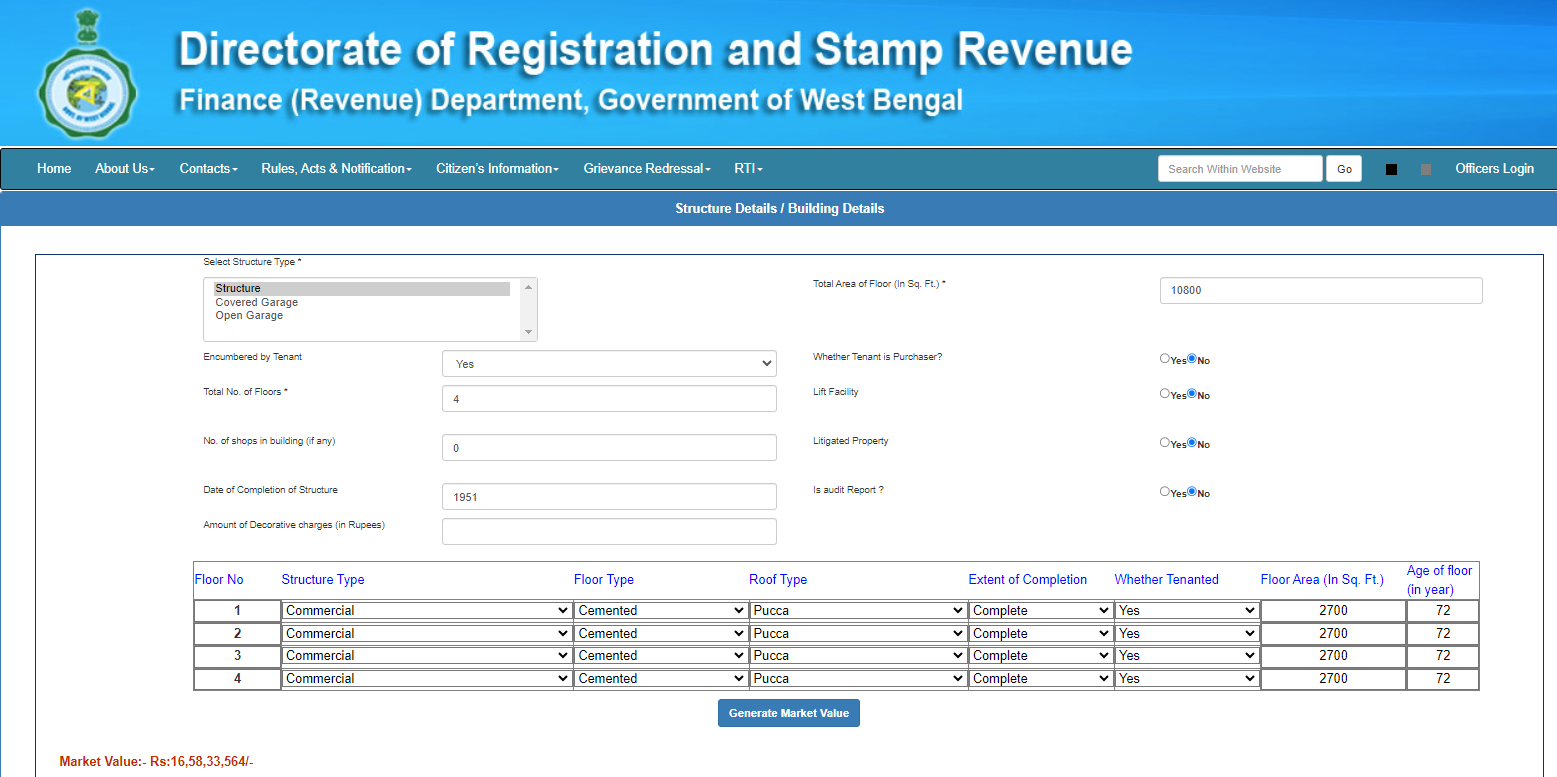 Directorate of Registration and Stamp Revenue
Finance (Revenue) Department, Government of West Bengal
Home About Us Contacts Rules, Acts & Notification Citizen's Information Grievance Redressal RTI Search Within Website Go Officers Login
Structure Details / Building Details
Select Structure Type *
Structure
Covered Garage
Open Garage
Total Area of Floor (In Sq. Ft.) * 10800
Encumbered by Tenant Yes Whether Tenant is Purchaser? Yes No
Total No. of Floors * 4 Lift Facility Yes No
No. of shops in building (if any) 0 Litigated Property Yes No
Date of Completion of Structure 1951 Is audit Report ? Yes No
Amount of Decorative charges (in Rupees)
Floor No Structure Type Floor Type Roof Type Extent of Completion Whether Tenanted Floor Area (In Sq. Ft.) Age of floor (in year)
1 Commercial Cemented Pucca Complete Yes 2700 72
2 Commercial Cemented Pucca Complete Yes 2700 72
3 Commercial Cemented Pucca Complete Yes 2700 72
4 Commercial Cemented Pucca Complete Yes 2700 72
Generate Market Value
Market Value:- Rs:16,58,33,564/-